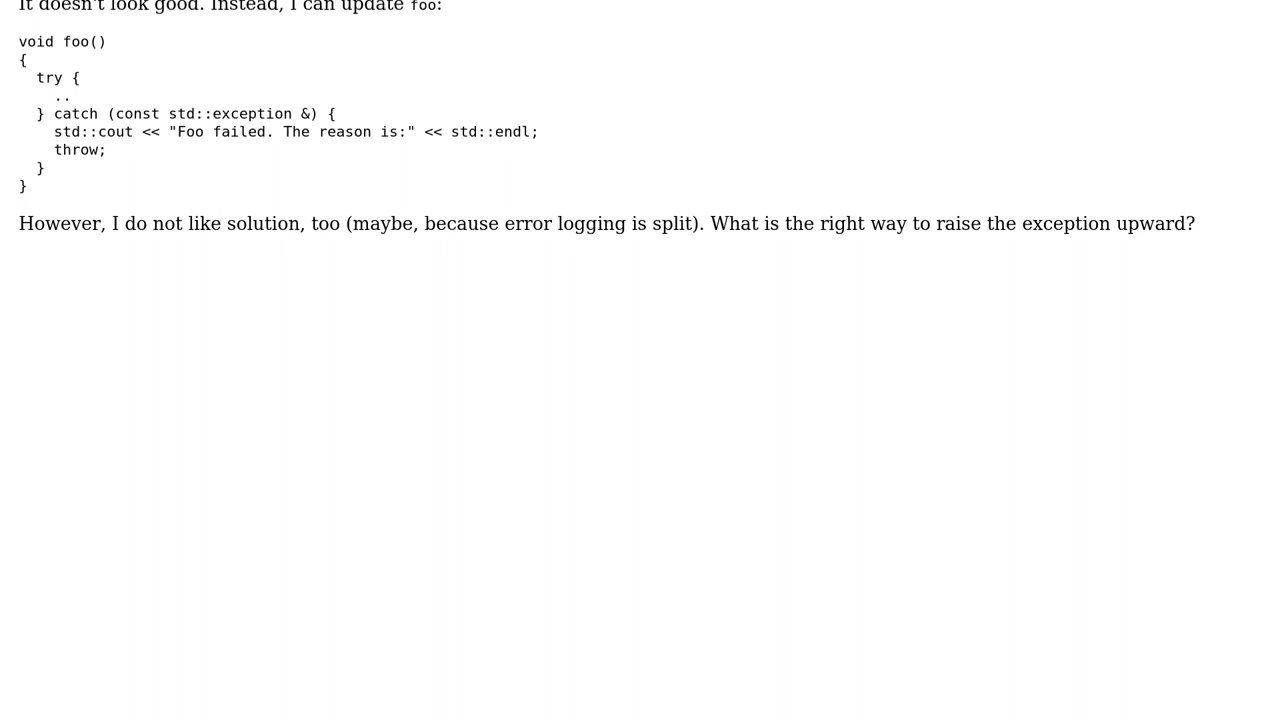 It doesn't look good. Instead, I can update foo:
void foo()
{
  try {
    ..
  } catch (const std::exception &) {
    std::cout << "Foo failed. The reason is:" << std::endl;
    throw;
  }
}
However, I do not like solution, too (maybe, because error logging is split). What is the right way to raise the exception upward?